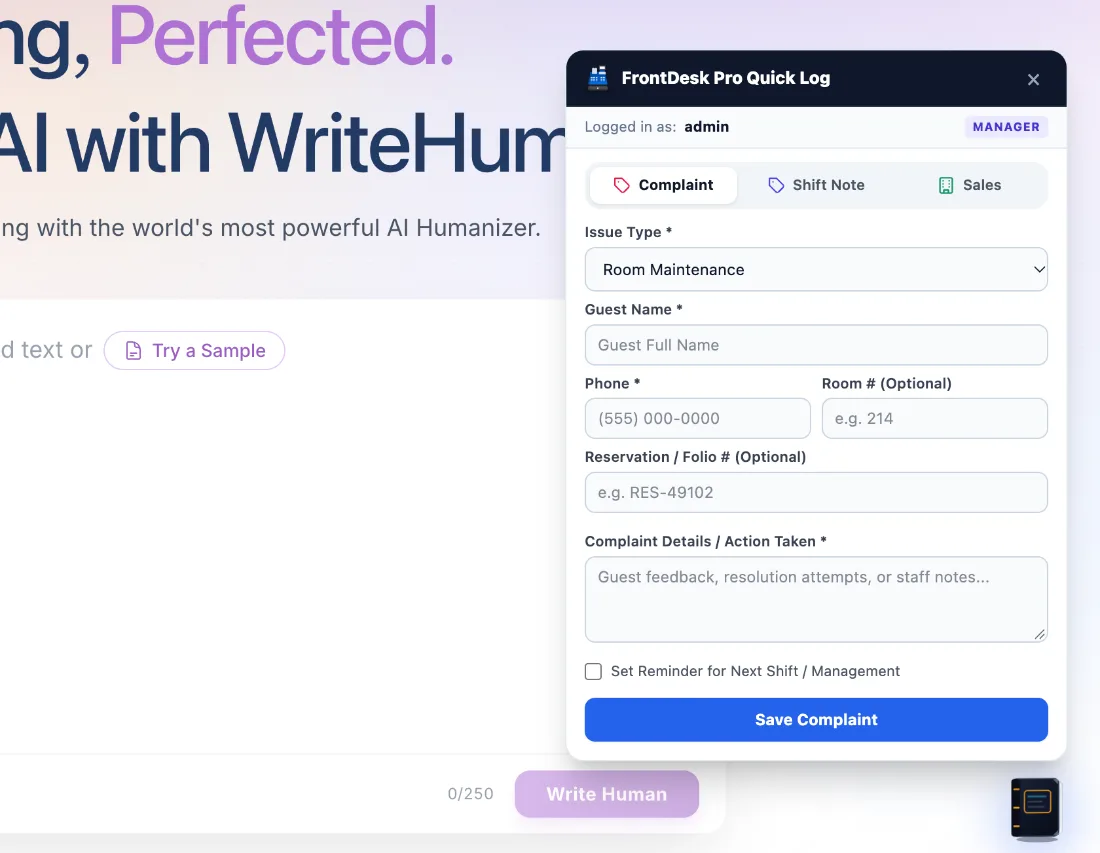 ng, Perfected.
AI with WriteHum
ng with the world's most powerful AI Humanizer.
d text or
Try a Sample
0/250
Write Human
FrontDesk Pro Quick Log
Logged in as: admin
MANAGER
Complaint
Shift Note
Sales
Issue Type *
Room Maintenance
Guest Name *
Guest Full Name
Phone *
Room # (Optional)
(555) 000-0000
e.g. 214
Reservation / Folio # (Optional)
e.g. RES-49102
Complaint Details / Action Taken *
Guest feedback, resolution attempts, or staff notes...
Set Reminder for Next Shift / Management
Save Complaint